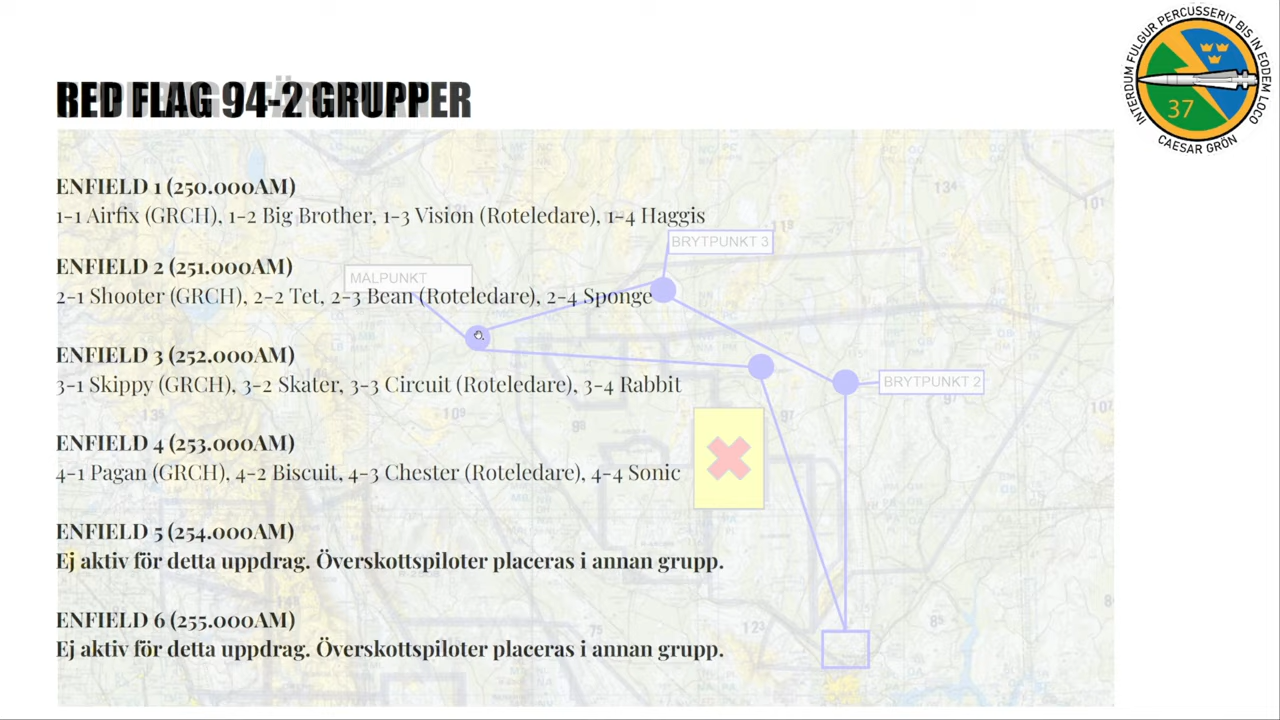 INTERDUM FULGUR PERCUSSERIT BIS IN EODEM LOCO
37
CAESAR GRÖN
RED FLAG 94-2 GRUPPER
ENFIELD 1 (250.000AM)
1-1 Airfix (GRCH), 1-2 Big Brother, 1-3 Vision (Roteledare), 1-4 Haggis
BRYTPUNKT 3
ENFIELD 2 (251.000AM)
MÅLPUNKT
2-1 Shooter (GRCH), 2-2 Tet, 2-3 Bean (Roteledare), 2-4 Sponge
ENFIELD 3 (252.000AM)
3-1 Skippy (GRCH), 3-2 Skater, 3-3 Circuit (Roteledare), 3-4 Rabbit
BRYTPUNKT 2
ENFIELD 4 (253.000AM)
4-1 Pagan (GRCH), 4-2 Biscuit, 4-3 Chester (Roteledare), 4-4 Sonic
ENFIELD 5 (254.000AM)
Ej aktiv för detta uppdrag. Överskottspiloter placeras i annan grupp.
ENFIELD 6 (255.000AM)
Ej aktiv för detta uppdrag. Överskottspiloter placeras i annan grupp.